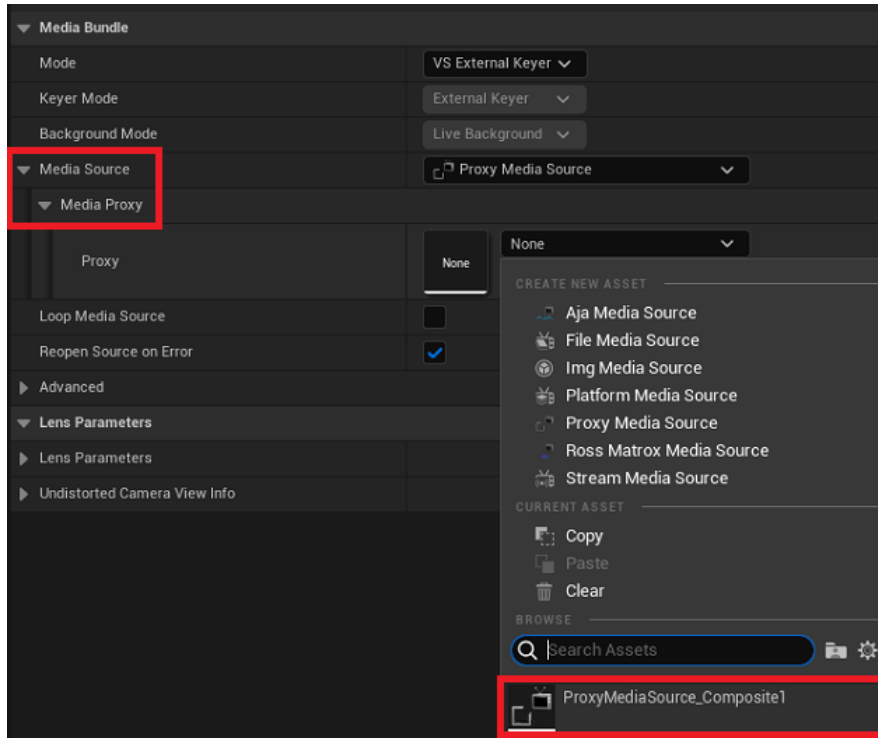 Media Bundle
Mode
VS External Keyer
Keyer Mode
External Keyer
Background Mode
Live Background
Media Source
Proxy Media Source
Media Proxy
Proxy
None
None
CREATE NEW ASSET
Aja Media Source
File Media Source
Img Media Source
Platform Media Source
Proxy Media Source
Ross Matrox Media Source
Stream Media Source
CURRENT ASSET
Copy
Paste
Clear
BROWSE
Search Assets
ProxyMediaSource_Composite1
Loop Media Source
Reopen Source on Error
Advanced
Lens Parameters
Lens Parameters
Undistorted Camera View Info